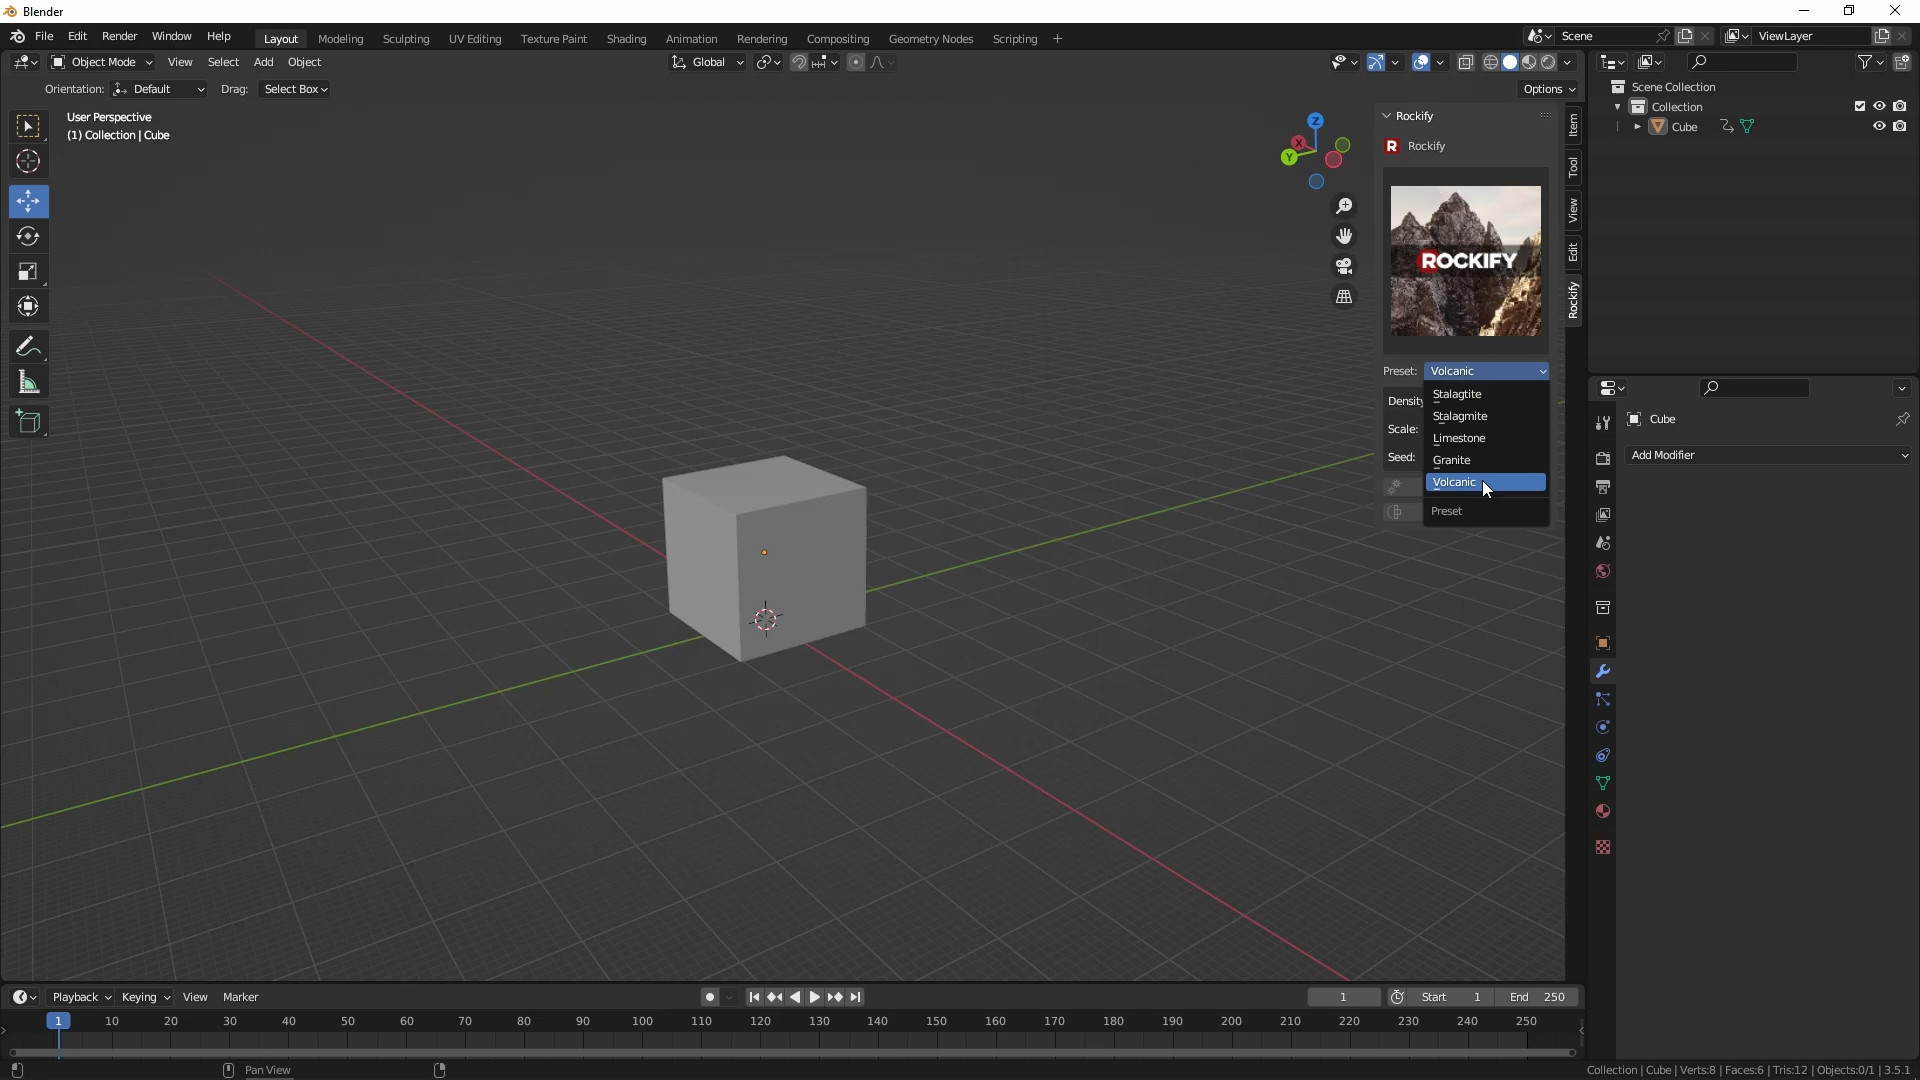 Blender
File Edit Render Window Help Layout Modeling Sculpting UV Editing Texture Paint Shading Animation Rendering Compositing Geometry Nodes Scripting + Scene ViewLayer
Object Mode View Select Add Object Global
Orientation: Default Drag: Select Box Options
User Perspective
(1) Collection | Cube
Z
X
Y
Rockify
R Rockify
ROCKIFY
Preset: Volcanic
Stalagtite
Density
Stalagmite
Scale:
Limestone
Seed:
Granite
Volcanic
Preset
Item
Tool
View
Edit
Rockify
Scene Collection
Collection
Cube
Cube
Add Modifier
Playback Keying View Marker 1 Start 1 End 250
1 10 20 30 40 50 60 70 80 90 100 110 120 130 140 150 160 170 180 190 200 210 220 230 240 250
Pan View
Collection | Cube | Verts:8 | Faces:6 | Tris:12 | Objects:0/1 | 3.5.1